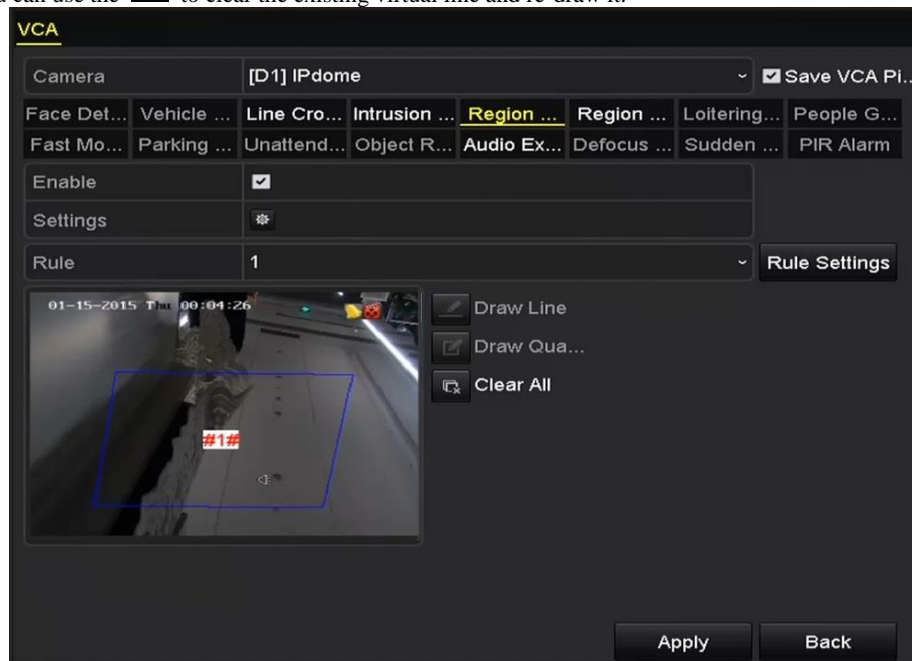 can use the to clear the existing virtual line and re-draw it.
VCA
Camera [D1] IPdome Save VCA Pi..
Face Det... Vehicle ... Line Cro... Intrusion ... Region ... Region ... Loitering... People G...
Fast Mo... Parking ... Unattend... Object R... Audio Ex... Defocus ... Sudden ... PIR Alarm
Enable
Settings
Rule 1 Rule Settings
01-15-2015 Thu 00:04:26
Draw Line
Draw Qua...
Clear All
#1#
Apply Back